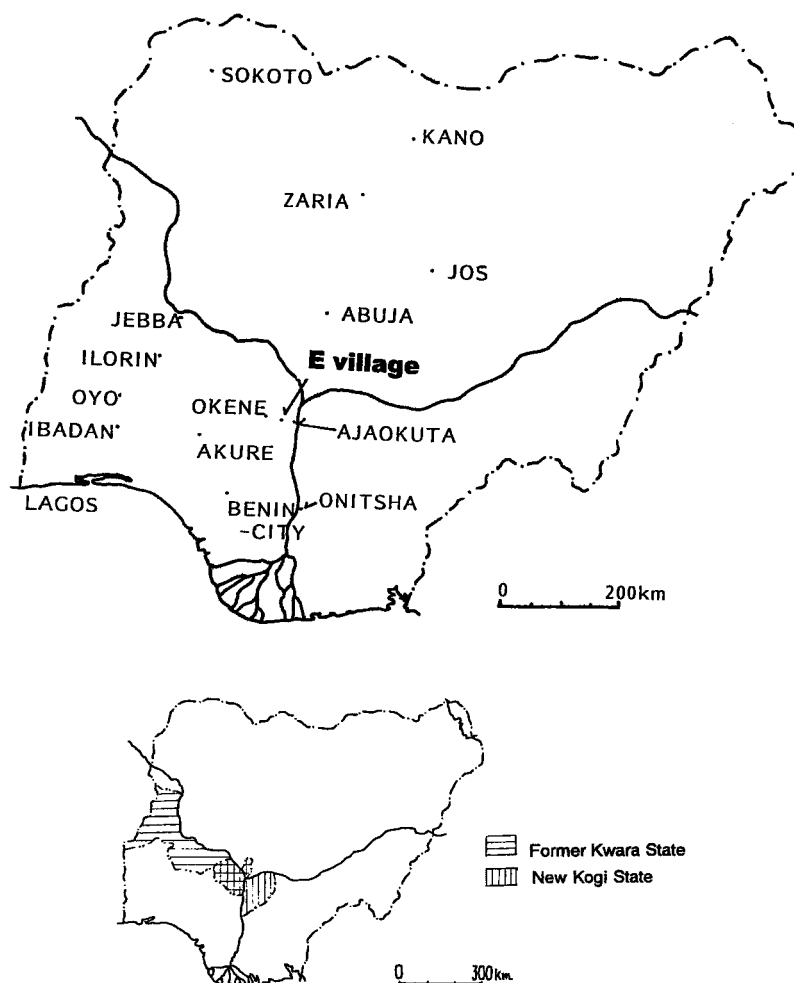 SOKOTO
KANO
ZARIA
JOS
JEBBA
ABUJA
ILORIN
E village
OYO
OKENE
IBADAN
AJAOKUTA
AKURE
LAGOS
BENIN
-CITY
ONITSHA
0 200km
Former Kwara State
New Kogi State
0 300km